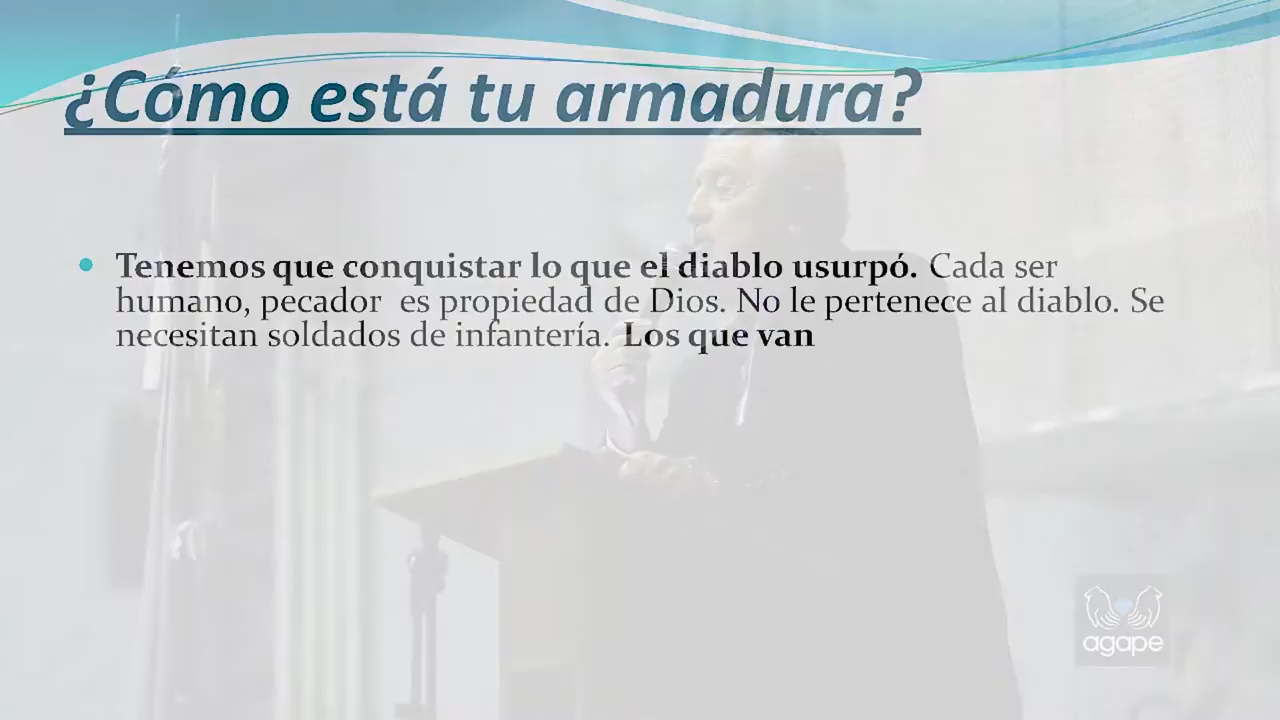 ¿Cómo está tu armadura?
Tenemos que conquistar lo que el diablo usurpó. Cada ser
humano, pecador es propiedad de Dios. No le pertenece al diablo. Se
necesitan soldados de infantería. Los que van
agape